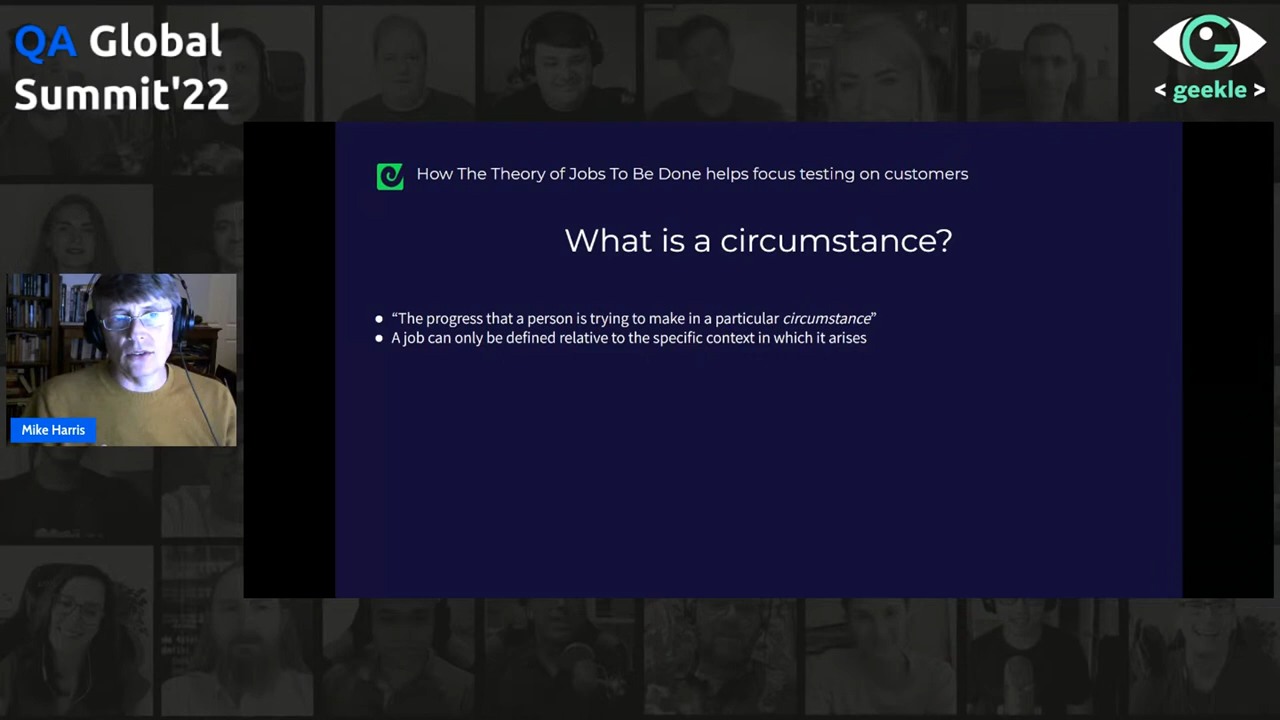 QA Global
Summit'22
< geekle >
How The Theory of Jobs To Be Done helps focus testing on customers
What is a circumstance?
● “The progress that a person is trying to make in a particular circumstance”
● A job can only be defined relative to the specific context in which it arises
Mike Harris